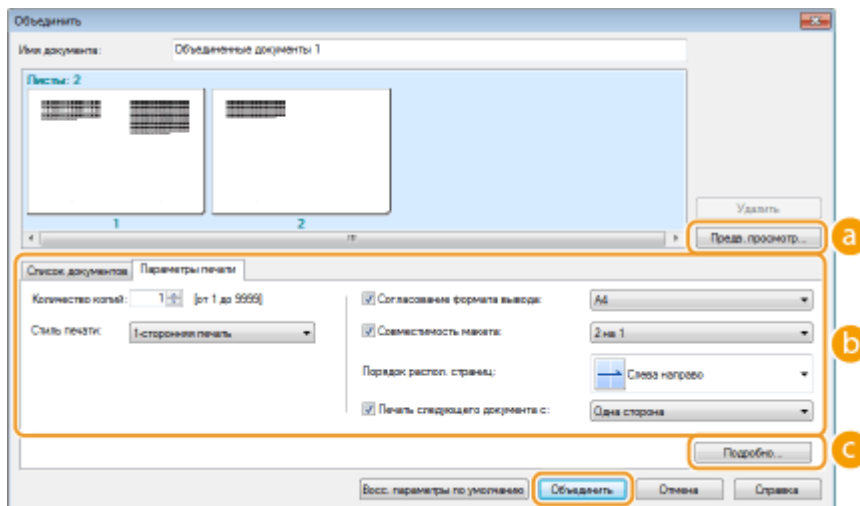 Объединить
Имя документа: Объединенные документы 1
Листы: 2
1 2
Удалить
Предв. просмотр... a
Список документов Параметры печати
Количество копий: 1 [от 1 до 9999] Согласование формата вывода: A4
Стиль печати: 1-сторонняя печать Совместимость макета: 2 на 1 b
Порядок распол. страниц: Слева направо
Печать следующего документа с: Одна сторона
Подробно... c
Восс. параметры по умолчанию Объединить Отмена Справка